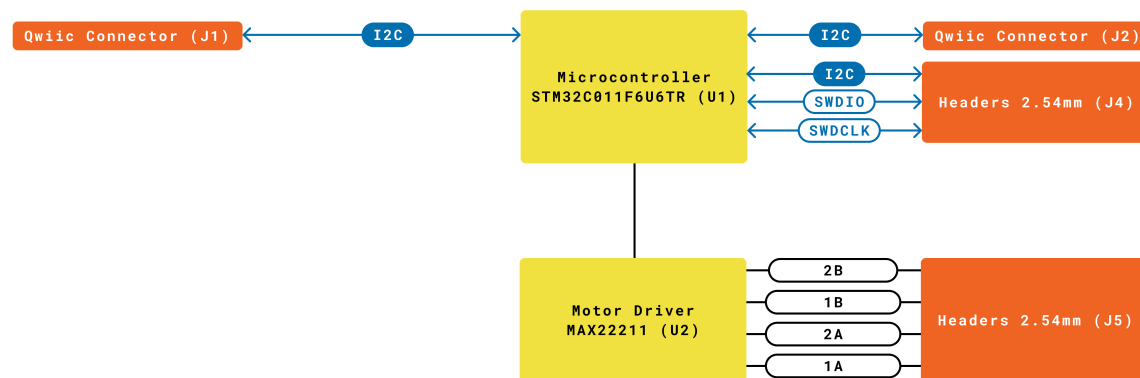 Qwiic Connector (J1)
I2C
I2C
Qwiic Connector (J2)
Microcontroller
STM32C011F6U6TR (U1)
I2C
SWDIO
SWDCLK
Headers 2.54mm (J4)
Motor Driver
MAX22211 (U2)
2B
1B
2A
1A
Headers 2.54mm (J5)